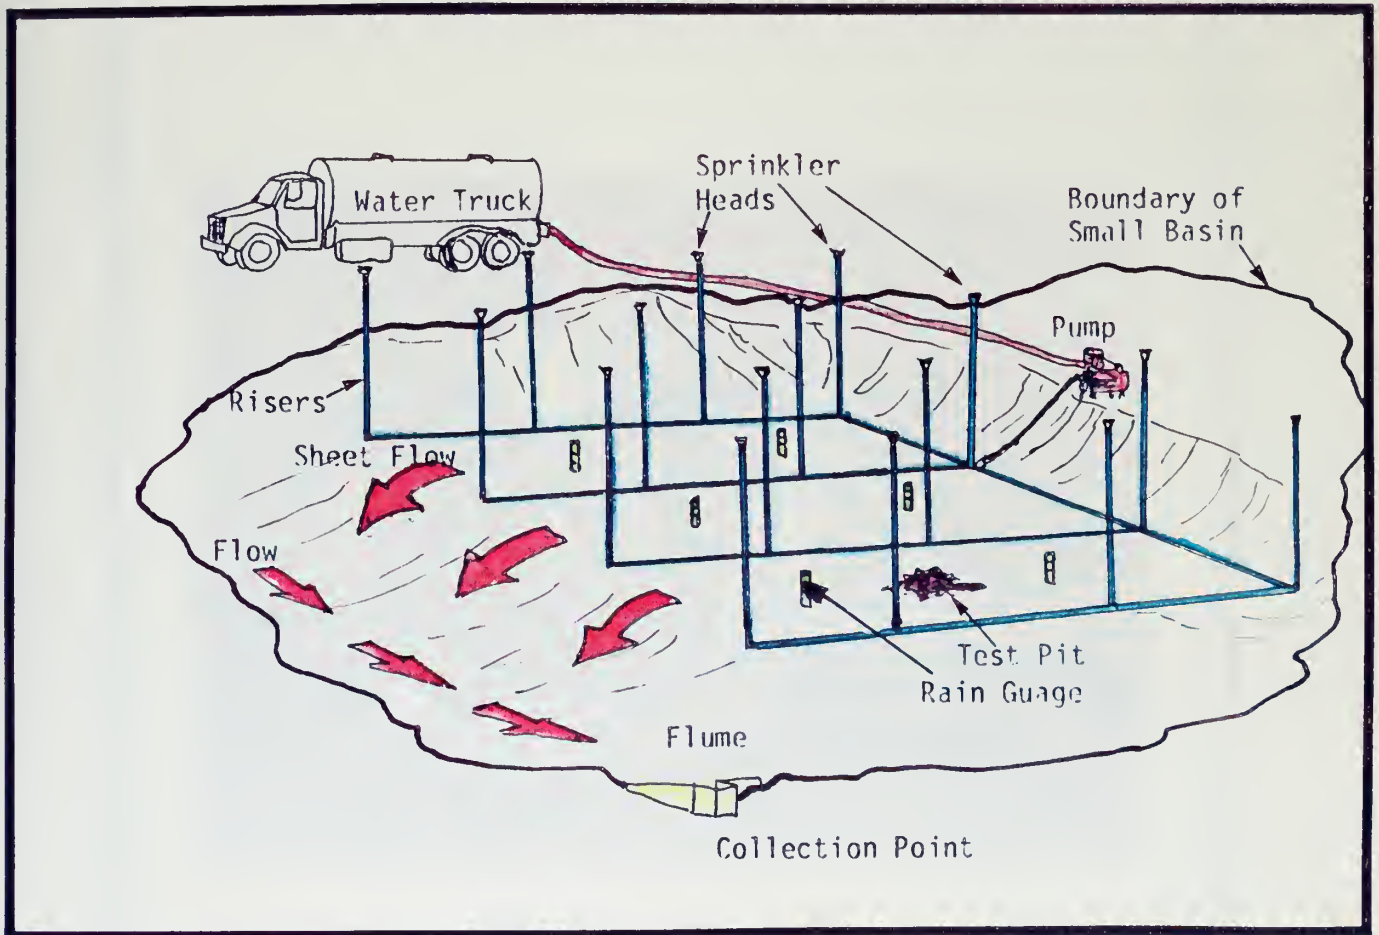 Sprinkler
Heads
Water Truck
Boundary of
Small Basin
Pump
Risers
Sheet Flow
Flow
Test Pit
Rain Guage
Flume
Collection Point